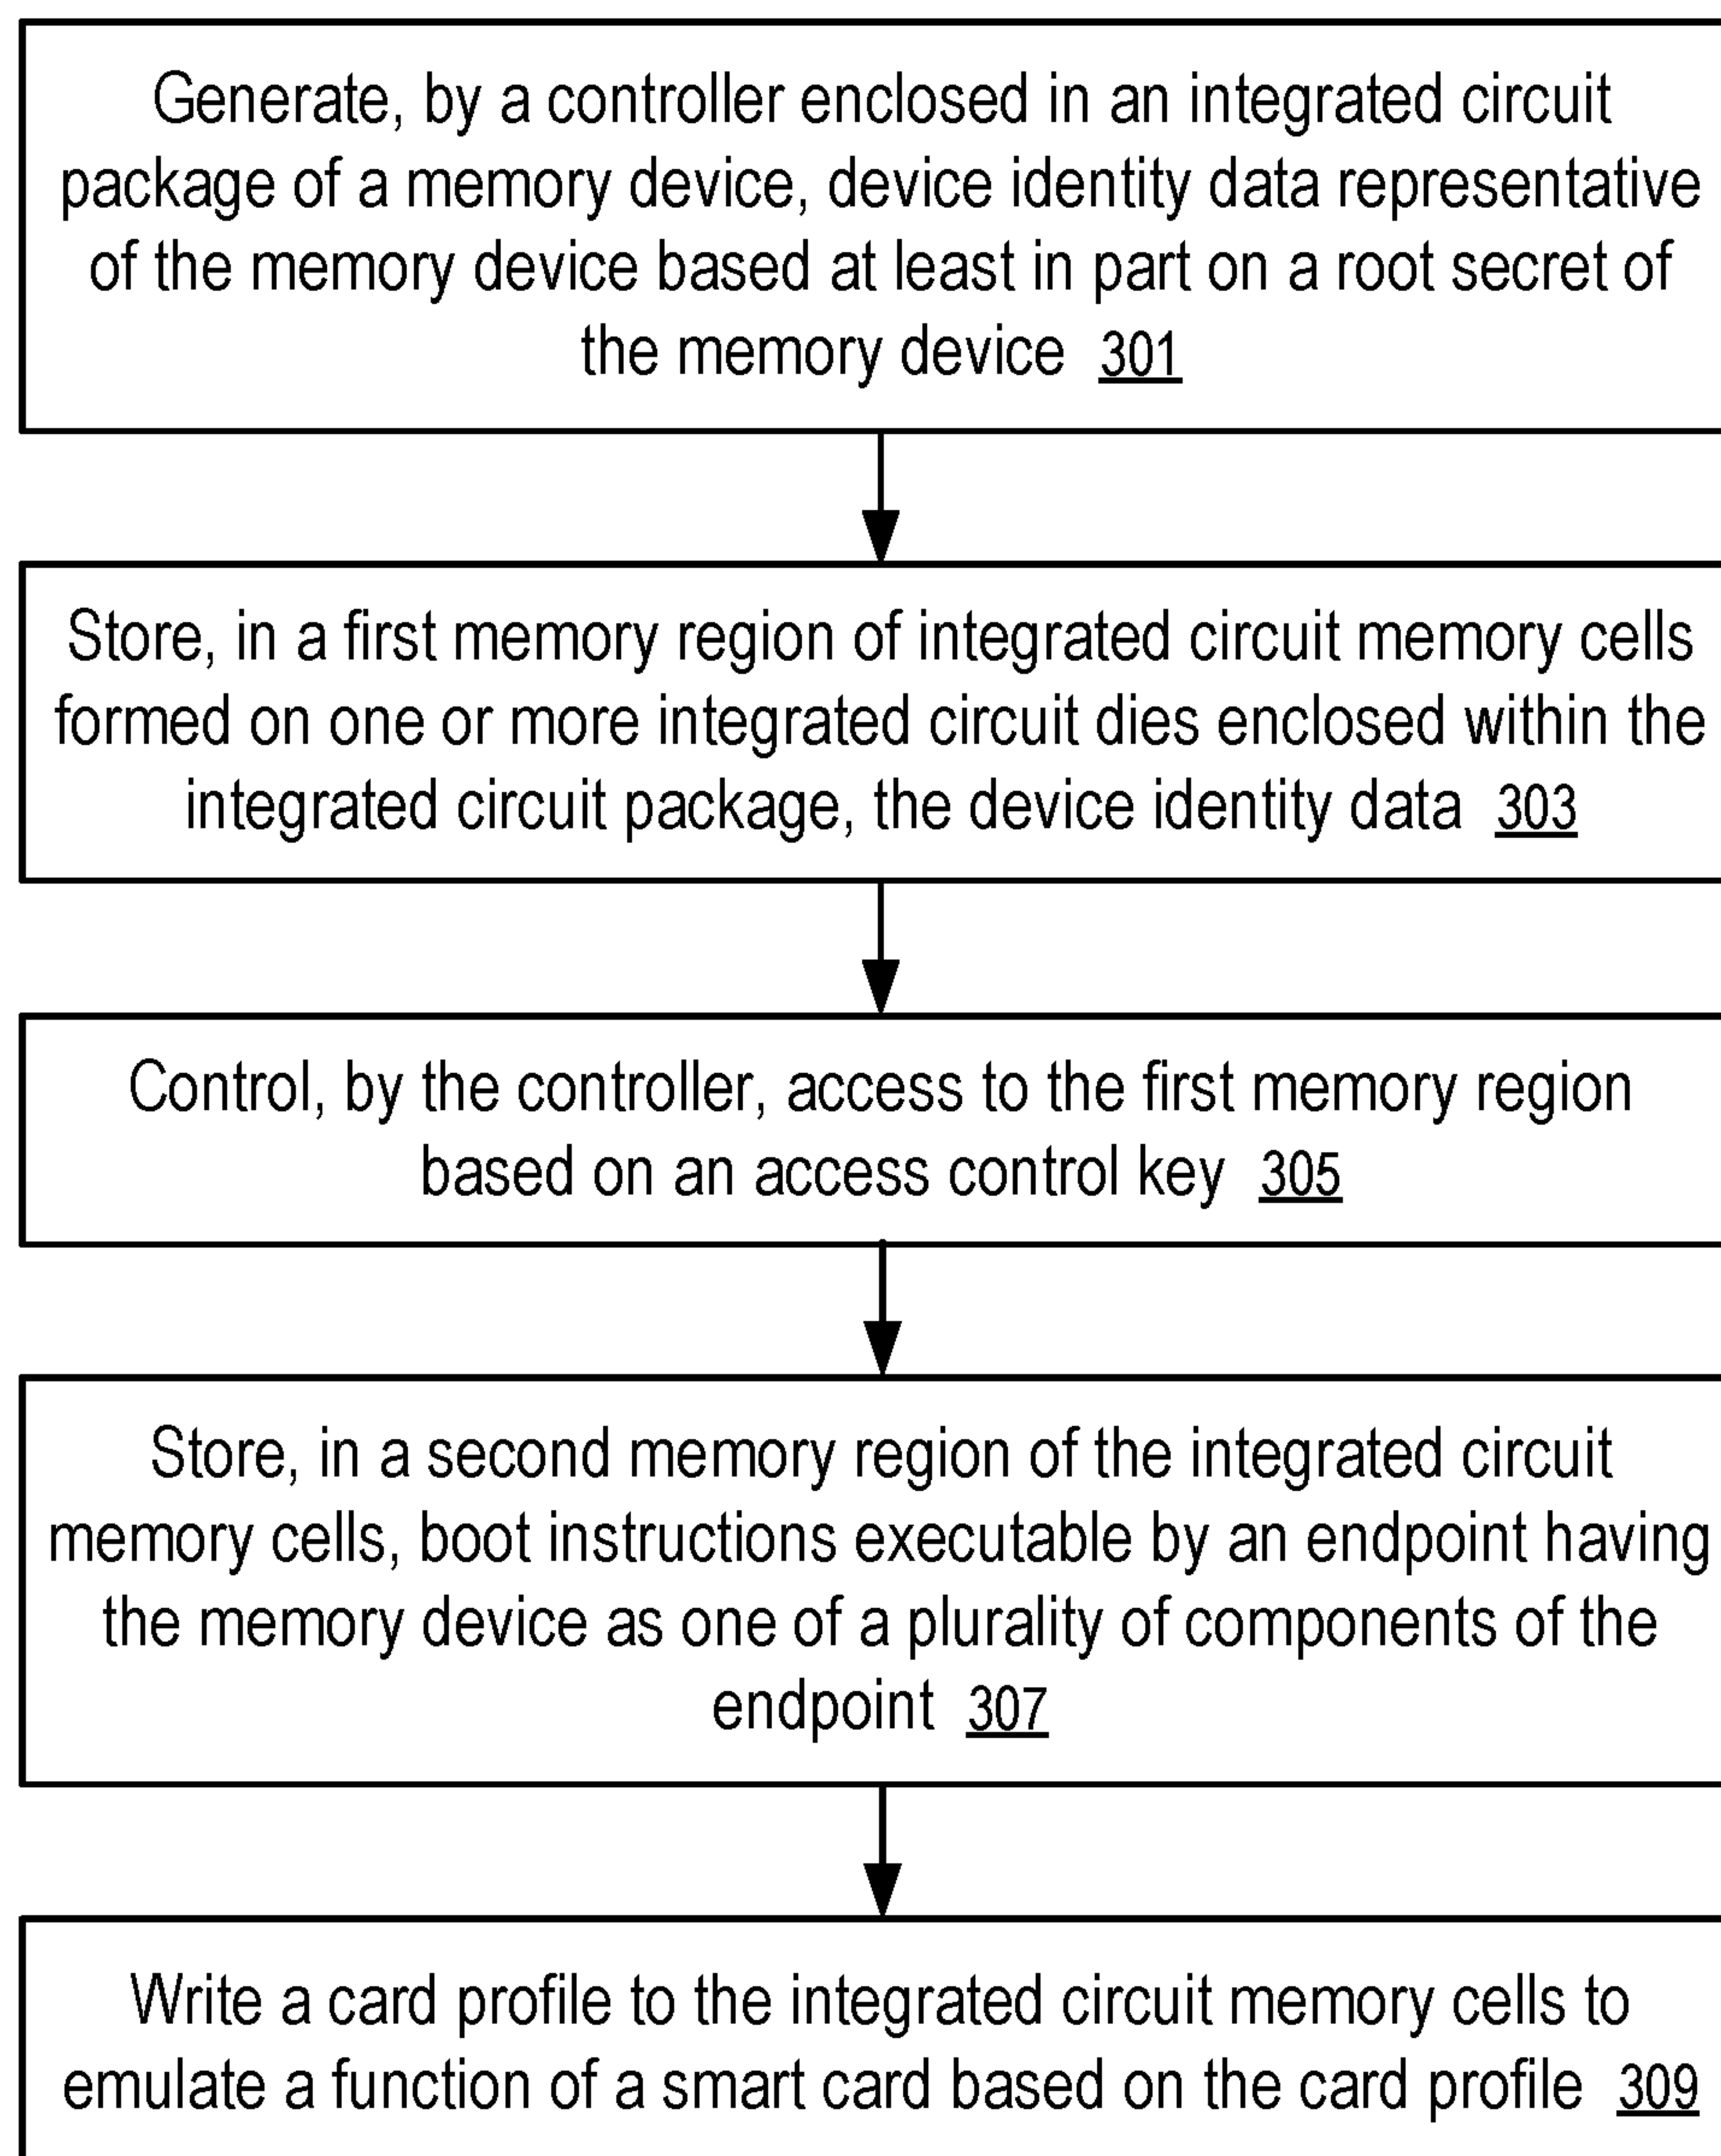 Generate, by a controller enclosed in an integrated circuit
package of a memory device, device identity data representative
of the memory device based at least in part on a root secret of
the memory device 301
Store, in a first memory region of integrated circuit memory cells
formed on one or more integrated circuit dies enclosed within the
integrated circuit package, the device identity data 303
Control, by the controller, access to the first memory region
based on an access control key 305
Store, in a second memory region of the integrated circuit
memory cells, boot instructions executable by an endpoint having
the memory device as one of a plurality of components of the
endpoint 307
Write a card profile to the integrated circuit memory cells to
emulate a function of a smart card based on the card profile 309